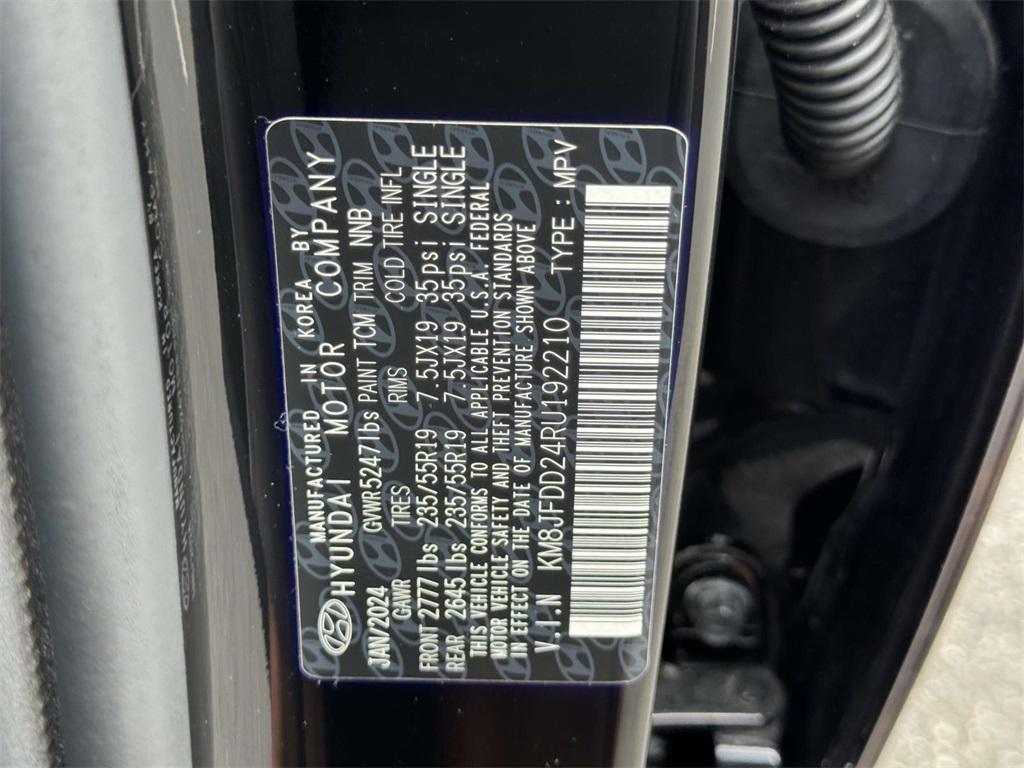 MANUFACTURED IN KOREA BY
HYUNDAI MOTOR COMPANY
JAN/2024 GVWR5247lbs PAINT TCM TRIM NNB
GAWR TIRES RIMS COLD TIRE INFL
FRONT 2777lbs 235/55R19 7.5JX19 35psi SINGLE
REAR 2645lbs 235/55R19 7.5JX19 35psi SINGLE
THIS VEHICLE CONFORMS TO ALL APPLICABLE U.S.A. FEDERAL
MOTOR VEHICLE SAFETY AND THEFT PREVENTION STANDARDS
IN EFFECT ON THE DATE OF MANUFACTURE SHOWN ABOVE
V.I.N KM8JFDD24RU192210 TYPE : MPV